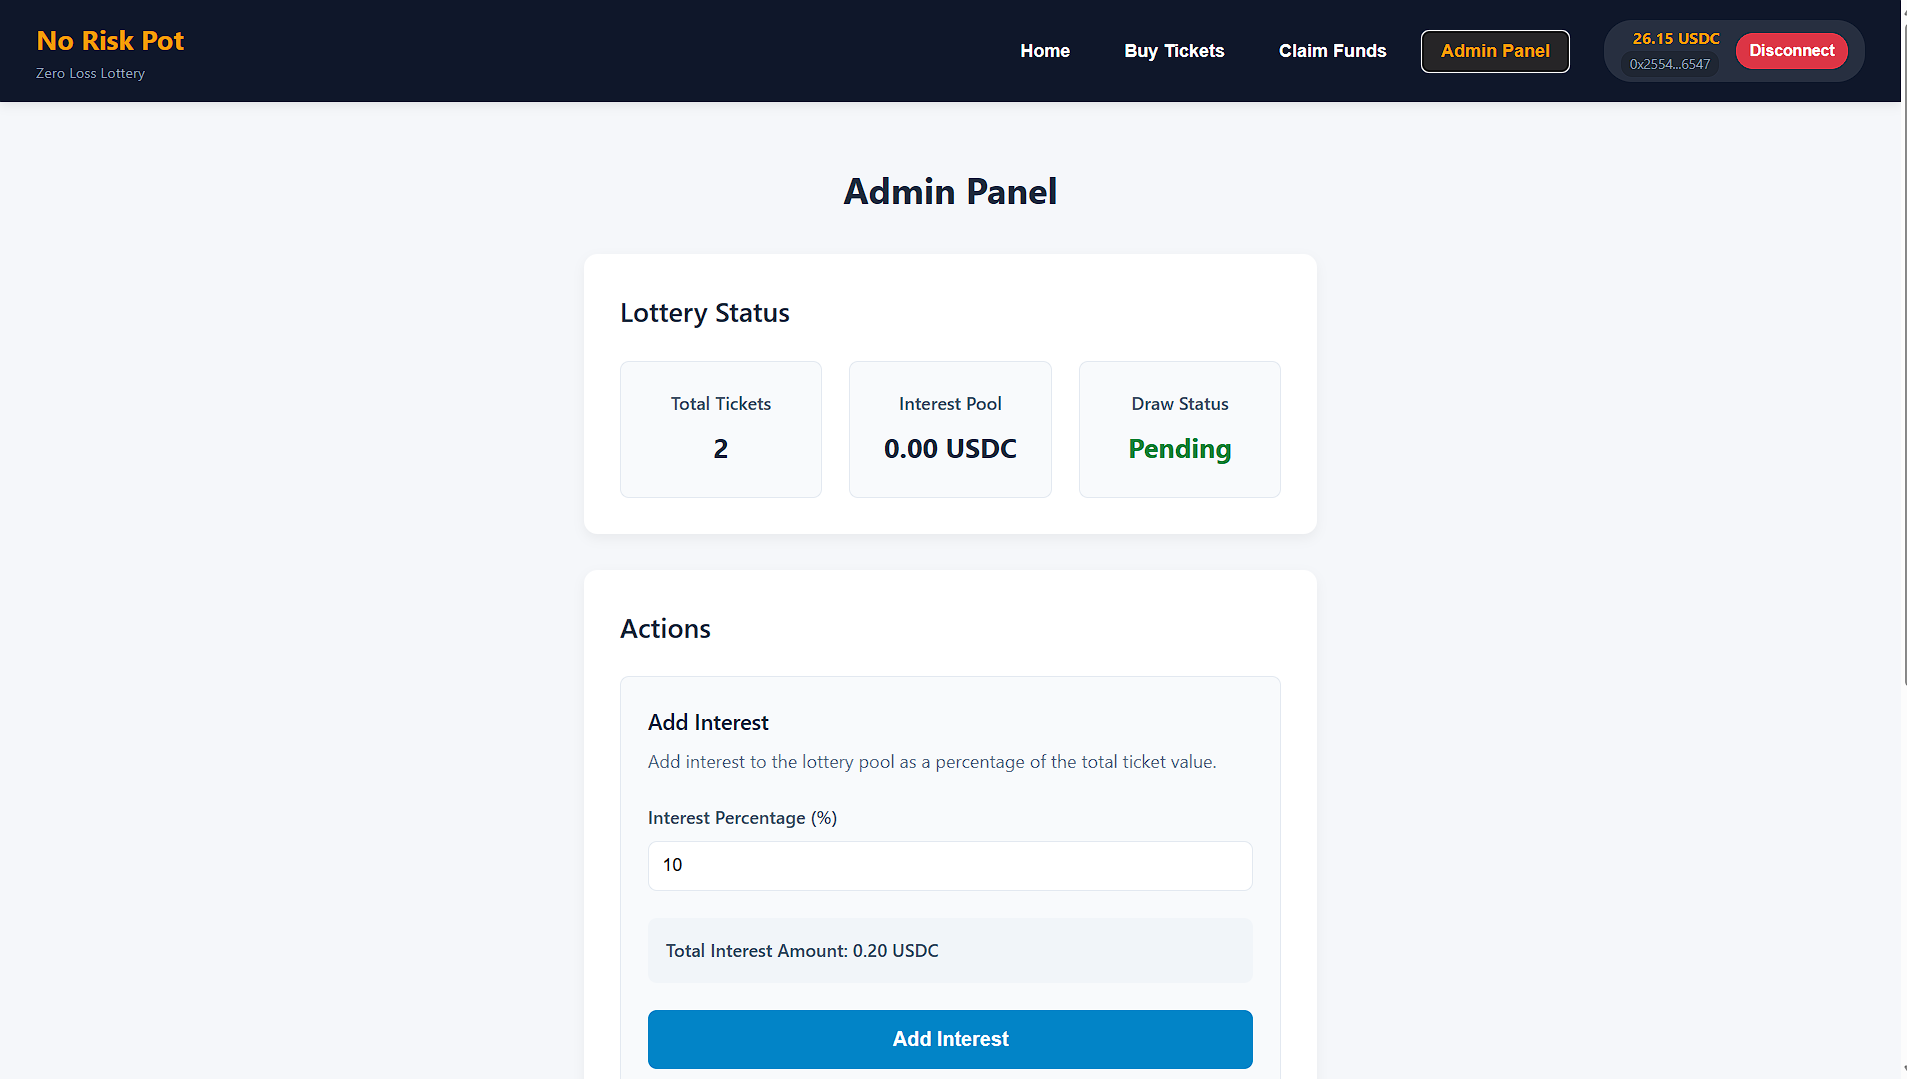 No Risk Pot
Zero Loss Lottery
Home
Buy Tickets
Claim Funds
Admin Panel
26.15 USDC
0x2554...6547
Disconnect
Admin Panel
Lottery Status
Total Tickets
2
Interest Pool
0.00 USDC
Draw Status
Pending
Actions
Add Interest
Add interest to the lottery pool as a percentage of the total ticket value.
Interest Percentage (%)
10
Total Interest Amount: 0.20 USDC
Add Interest